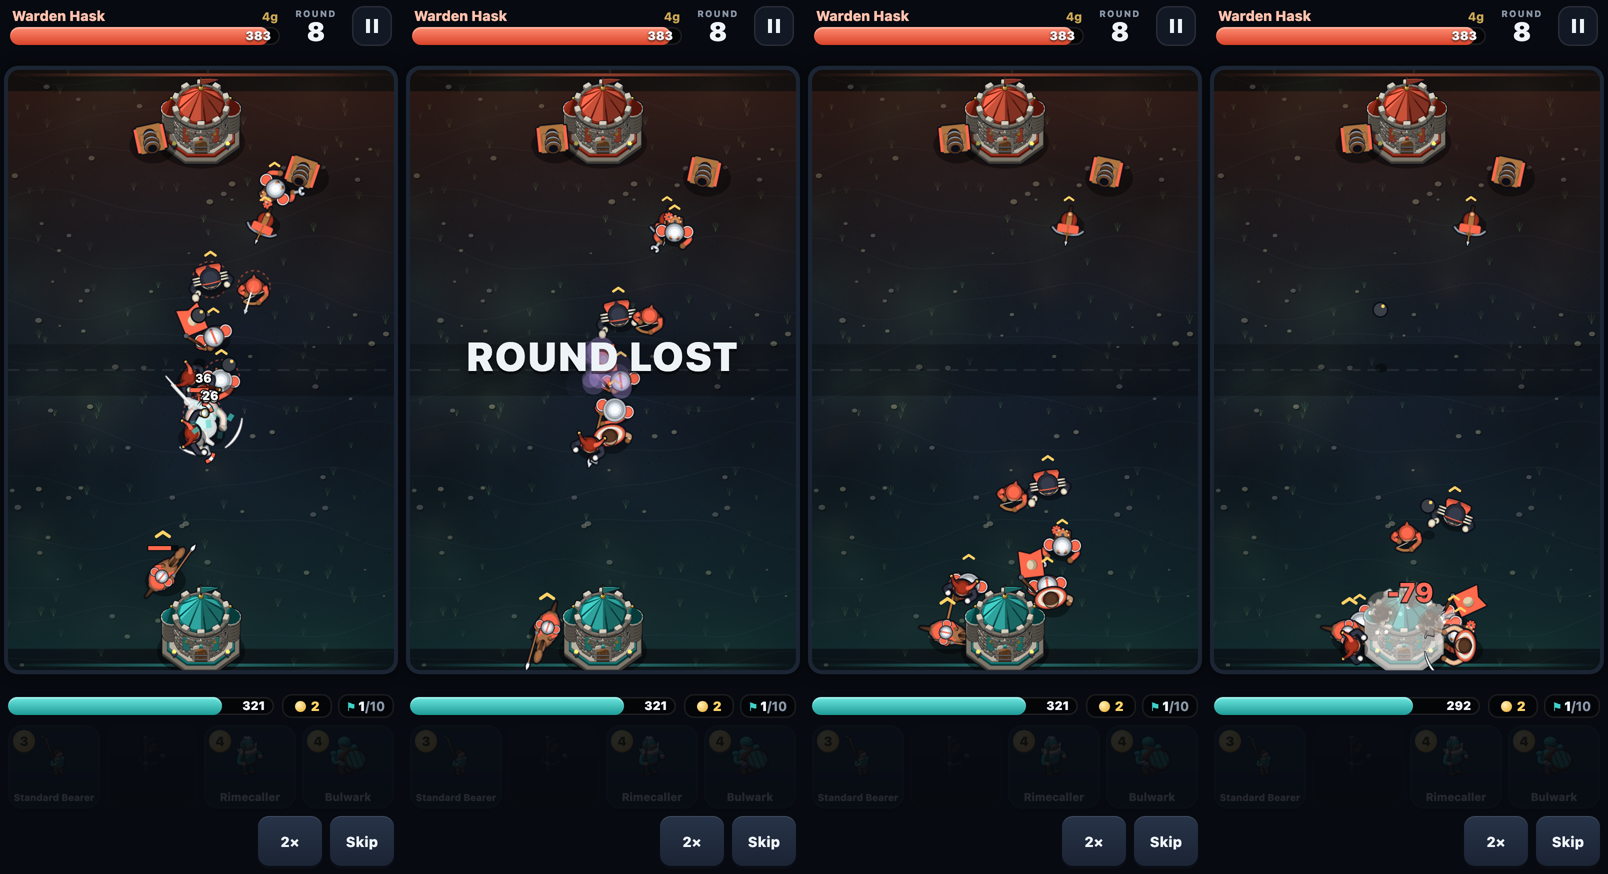 Warden Hask
4g
383
ROUND
8
36
26
321
2
1/10
3
Standard Bearer
4
Rimecaller
4
Bulwark
2×
Skip
Warden Hask
4g
383
ROUND
8
ROUND LOST
321
2
1/10
3
Standard Bearer
4
Rimecaller
4
Bulwark
2×
Skip
Warden Hask
4g
383
ROUND
8
321
2
1/10
3
Standard Bearer
4
Rimecaller
4
Bulwark
2×
Skip
Warden Hask
4g
383
ROUND
8
-79
292
2
1/10
3
Standard Bearer
4
Rimecaller
4
Bulwark
2×
Skip